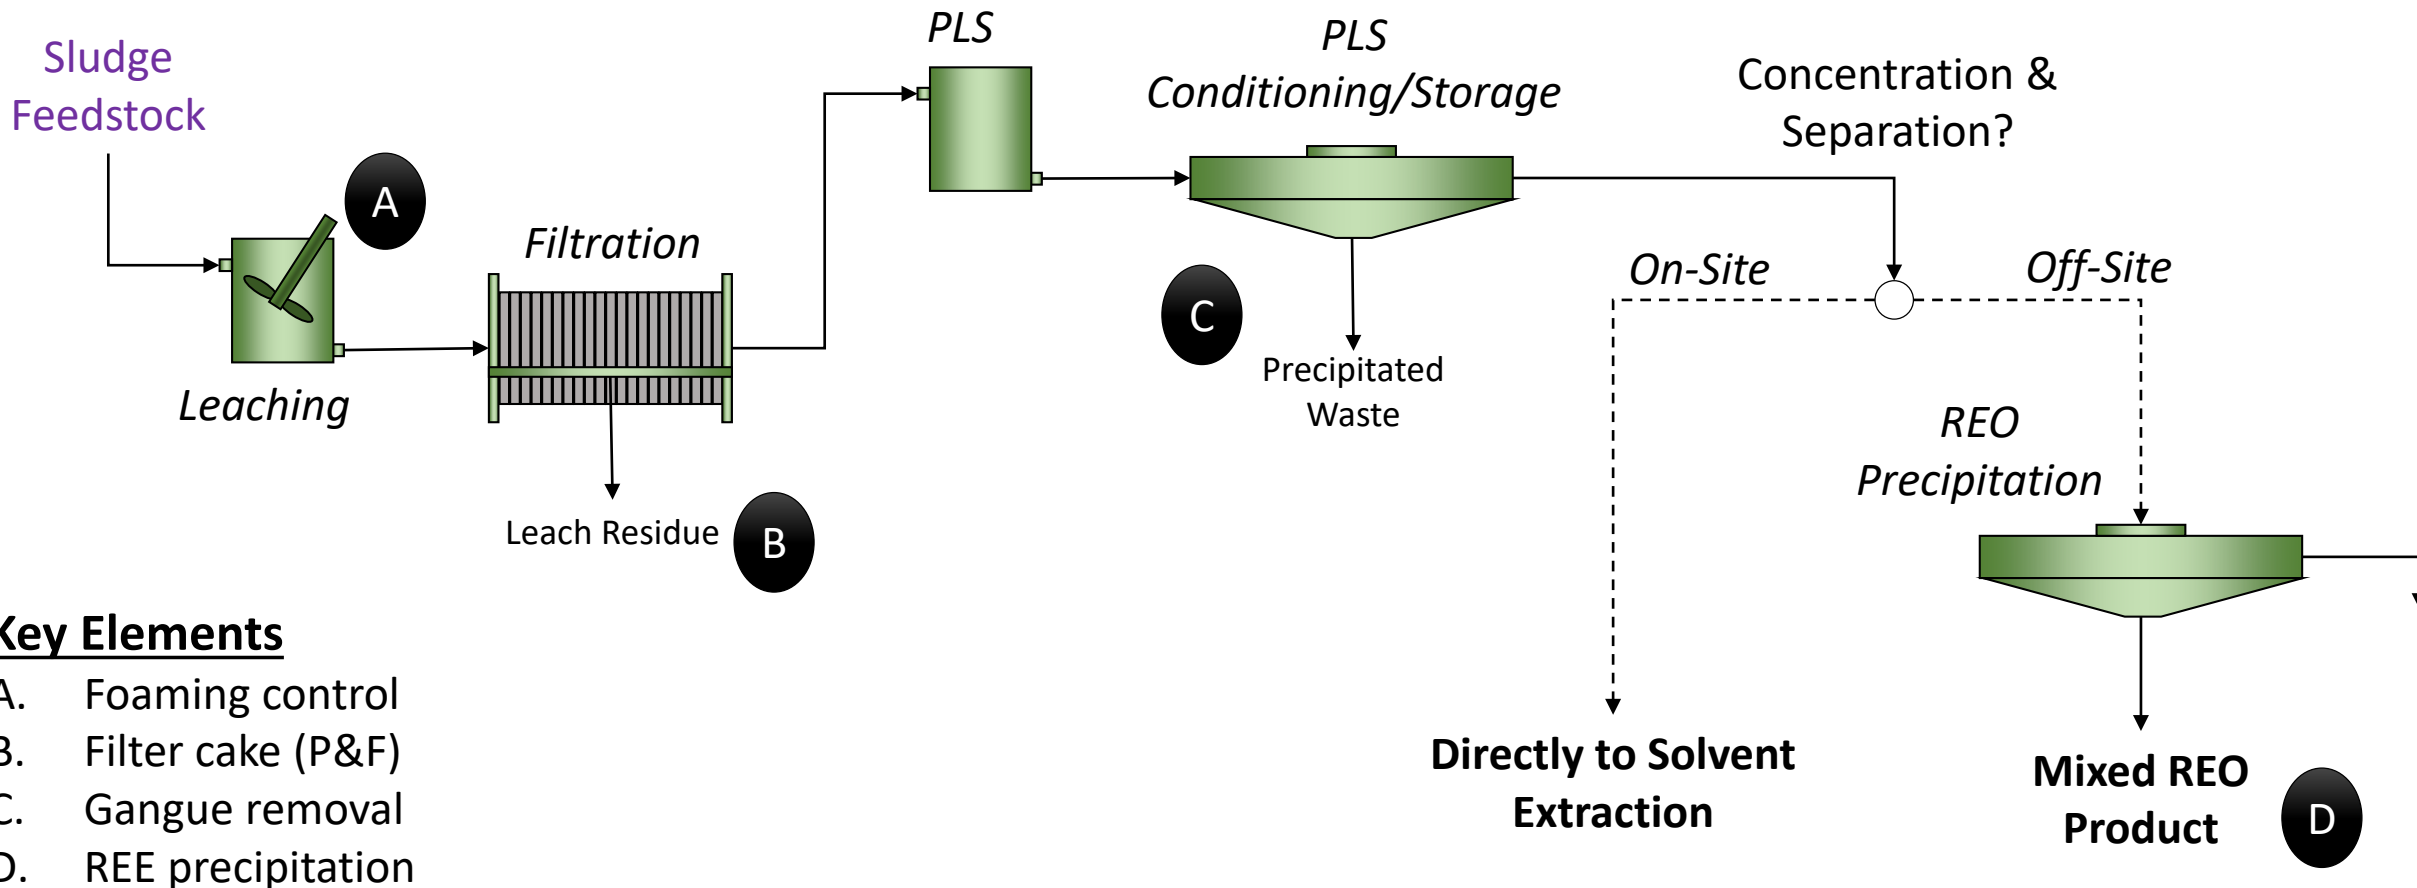 Sludge
Feedstock
A
Leaching
Filtration
Leach Residue
B
PLS
PLS
Conditioning/Storage
C
Precipitated
Waste
Concentration &
Separation?
On-Site
Off-Site
REO
Precipitation
Directly to Solvent
Extraction
Mixed REO
Product
D
Key Elements
A. Foaming control
B. Filter cake (P&F)
C. Gangue removal
D. REE precipitation